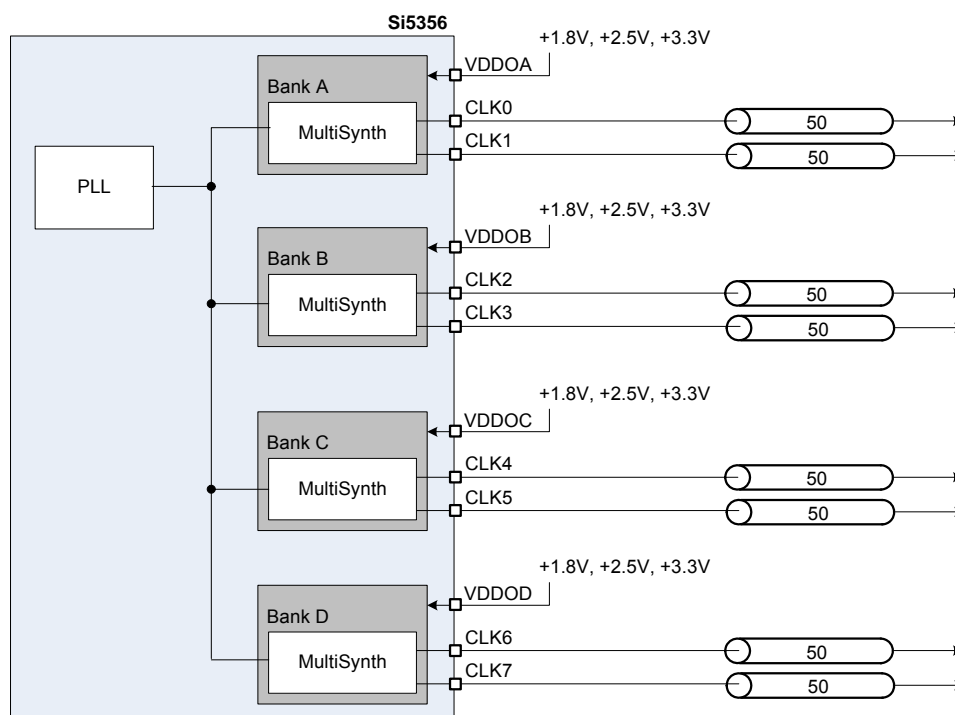 Si5356
+1.8V, +2.5V, +3.3V
VDDOA
Bank A
CLK0
MultiSynth
50
CLK1
50
PLL
+1.8V, +2.5V, +3.3V
VDDOB
Bank B
CLK2
MultiSynth
50
CLK3
50
+1.8V, +2.5V, +3.3V
VDDOC
Bank C
CLK4
MultiSynth
50
CLK5
50
+1.8V, +2.5V, +3.3V
VDDOD
Bank D
CLK6
MultiSynth
50
CLK7
50